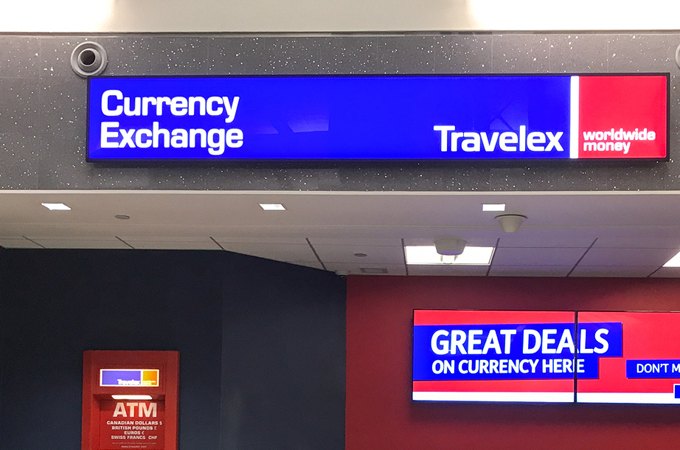 Currency
Exchange
Travelex
worldwide
money
GREAT DEALS
ON CURRENCY HERE
DON'T M
Travelex
ATM
CANADIAN DOLLARS $
BRITISH POUNDS £
EUROS €
SWISS FRANCS CHF